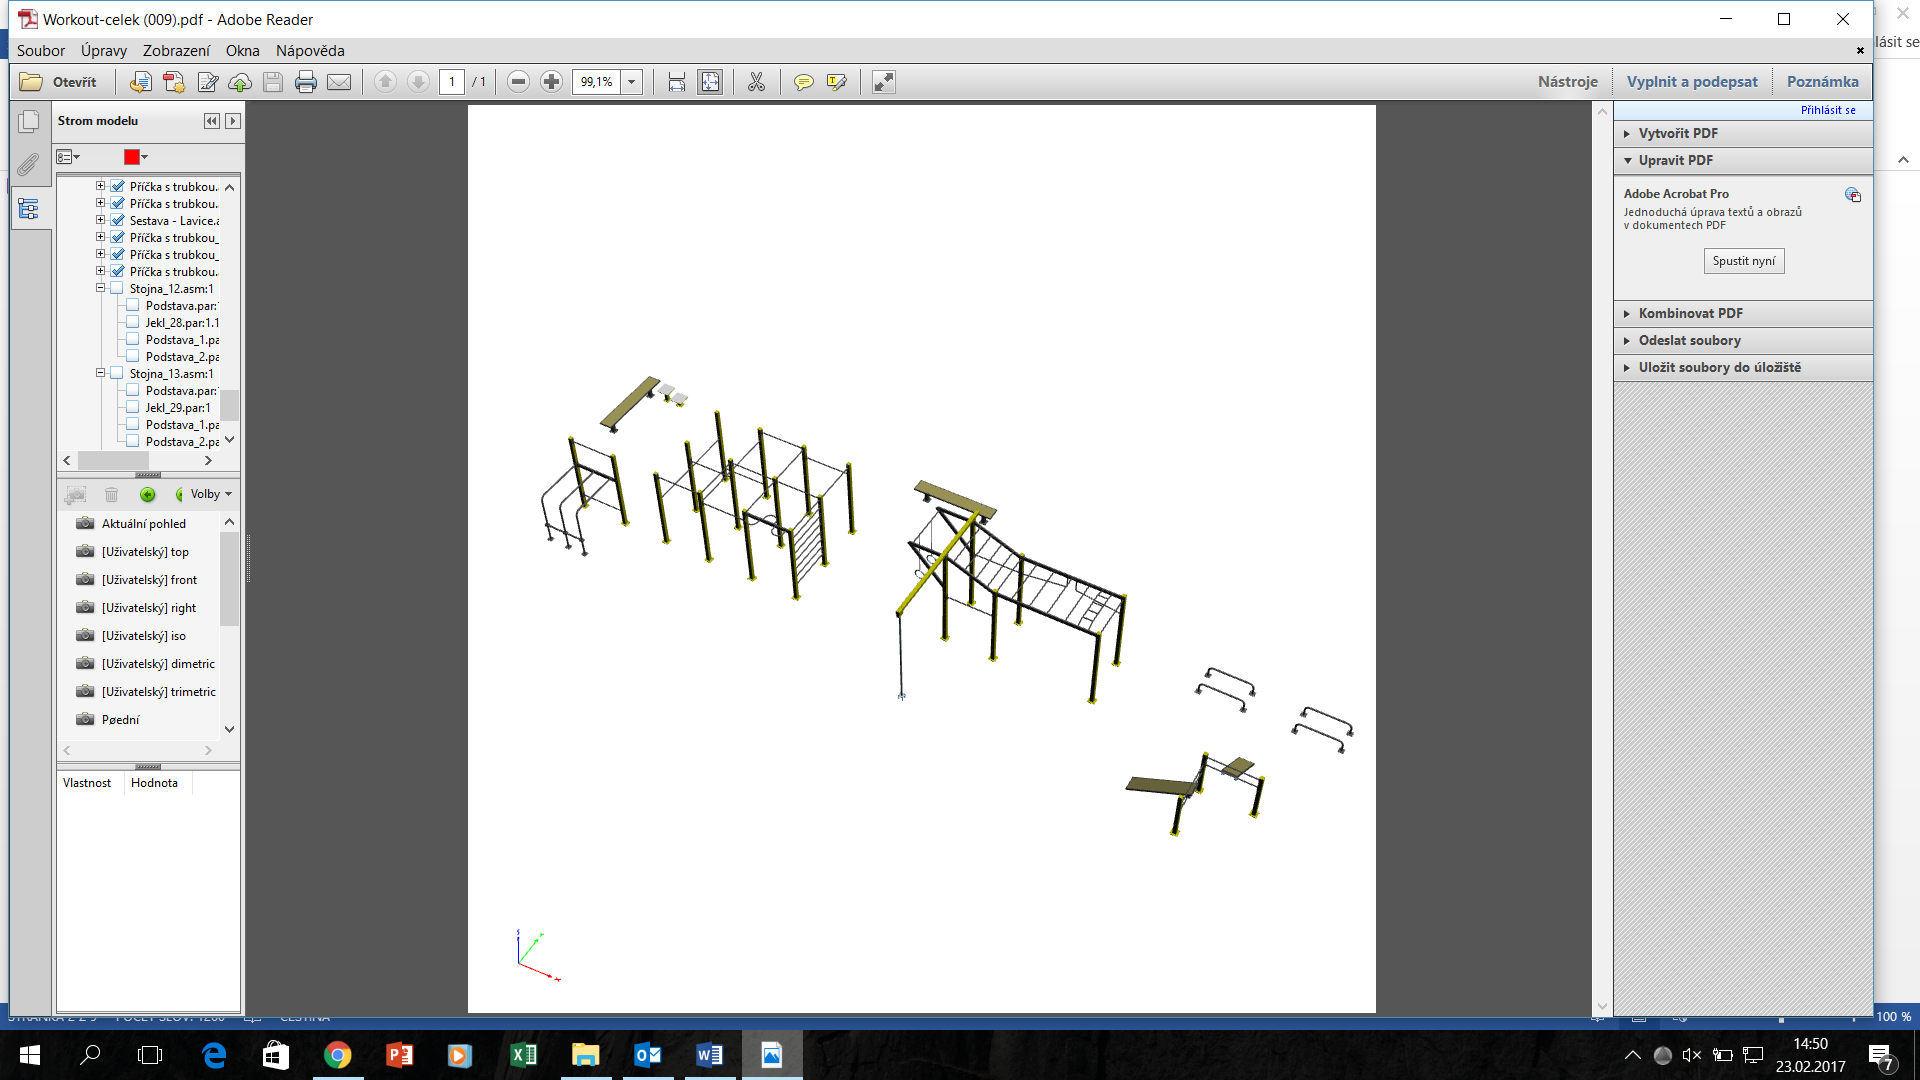 Workout-celek (009).pdf - Adobe Reader
Soubor Úpravy Zobrazení Okna Nápověda
lásit se
Otevřít 1 / 1 99,1% Nástroje Vyplnit a podepsat Poznámka
Přihlásit se
Strom modelu
Příčka s trubkou.
Příčka s trubkou.
Sestava - Lavice.a
Příčka s trubkou_
Příčka s trubkou_
Příčka s trubkou.
Stojna_12.asm:1
Podstava.par:
Jekl_28.par:1.1
Podstava_1.pa
Podstava_2.pa
Stojna_13.asm:1
Podstava.par:
Jekl_29.par:1
Podstava_1.pa
Podstava_2.pa
Volby
Aktuální pohled
[Uživatelský] top
[Uživatelský] front
[Uživatelský] right
[Uživatelský] iso
[Uživatelský] dimetric
[Uživatelský] trimetric
Pøední
Vlastnost Hodnota
Vytvořit PDF
Upravit PDF
Adobe Acrobat Pro
Jednoduchá úprava textů a obrazů
v dokumentech PDF
Spustit nyní
Kombinovat PDF
Odeslat soubory
Uložit soubory do úložiště
100 %
14:50
23.02.2017
7